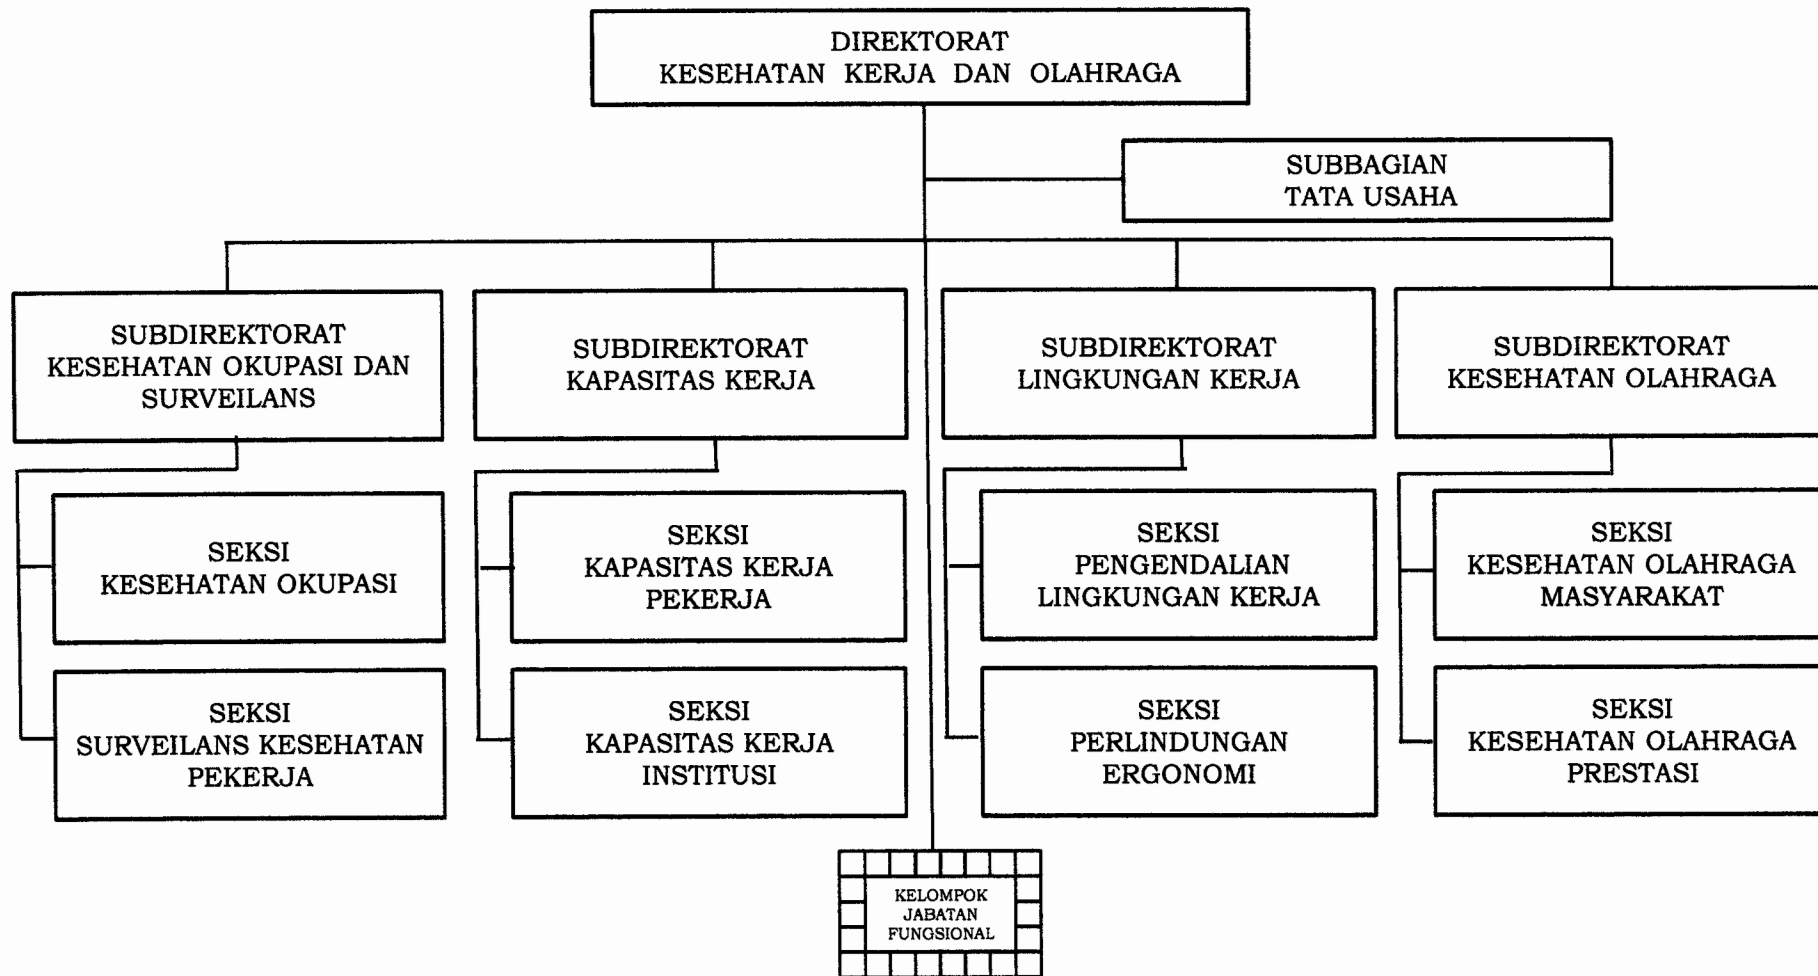 DIREKTORAT
KESEHATAN KERJA DAN OLAHRAGA
SUBBAGIAN
TATA USAHA
SUBDIREKTORAT
KESEHATAN OKUPASI DAN
SURVEILANS
SUBDIREKTORAT
KAPASITAS KERJA
SUBDIREKTORAT
LINGKUNGAN KERJA
SUBDIREKTORAT
KESEHATAN OLAHRAGA
SEKSI
KESEHATAN OKUPASI
SEKSI
KAPASITAS KERJA
PEKERJA
SEKSI
PENGENDALIAN
LINGKUNGAN KERJA
SEKSI
KESEHATAN OLAHRAGA
MASYARAKAT
SEKSI
SURVEILANS KESEHATAN
PEKERJA
SEKSI
KAPASITAS KERJA
INSTITUSI
SEKSI
PERLINDUNGAN
ERGONOMI
SEKSI
KESEHATAN OLAHRAGA
PRESTASI
KELOMPOK
JABATAN
FUNGSIONAL